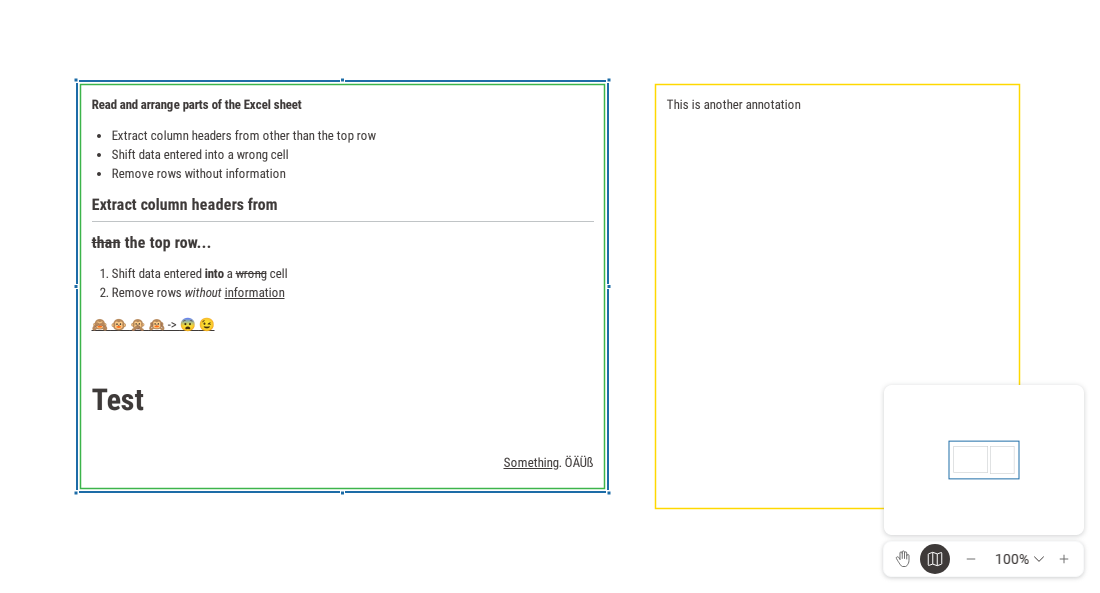 Read and arrange parts of the Excel sheet
• Extract column headers from other than the top row
• Shift data entered into a wrong cell
• Remove rows without information
Extract column headers from
than the top row...
1. Shift data entered into a wrong cell
2. Remove rows without information
🙈 🐵 🙊 🙈 -> 😨 😉
Test
Something. ÖÄÜß
This is another annotation
100%